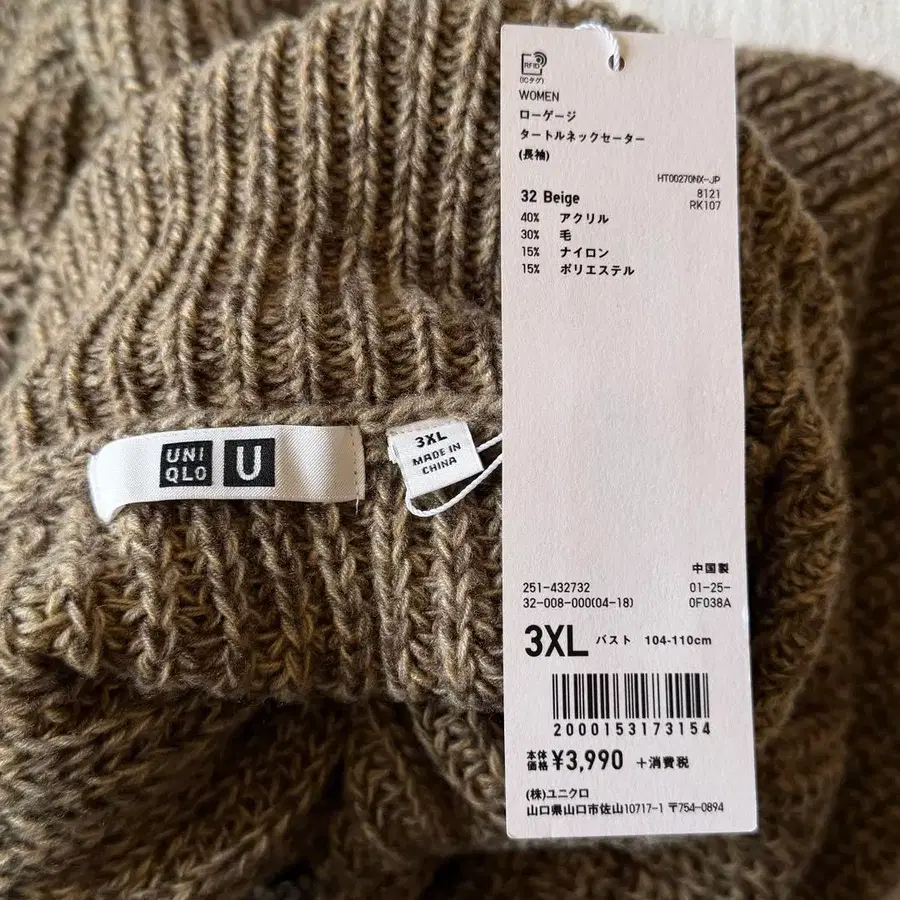 UNI
QLO
U
3XL
MADE IN
CHINA
RFID
(ICタグ)
WOMEN
ローゲージ
タートルネックセーター
(長袖)
HT00270NX-JP
8121
RK107
32 Beige
40% アクリル
30% 毛
15% ナイロン
15% ポリエステル
中国製
251-432732 01-25-
32-008-000(04-18) 0F038A
3XL バスト 104-110cm
2000153173154
本体価格 ¥3,990 +消費税
(株)ユニクロ
山口県山口市佐山10717-1 〒754-0894